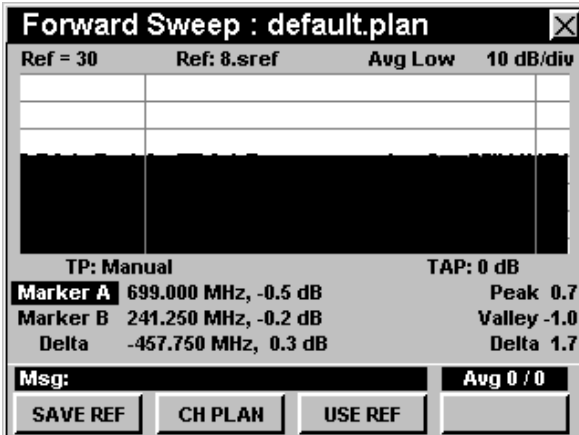 Forward Sweep : default.plan
Ref = 30 Ref: 8.sref Avg Low 10 dB/div
TP: Manual TAP: 0 dB
Marker A 699.000 MHz, -0.5 dB Peak 0.7
Marker B 241.250 MHz, -0.2 dB Valley -1.0
Delta -457.750 MHz, 0.3 dB Delta 1.7
Msg: Avg 0 / 0
SAVE REF CH PLAN USE REF